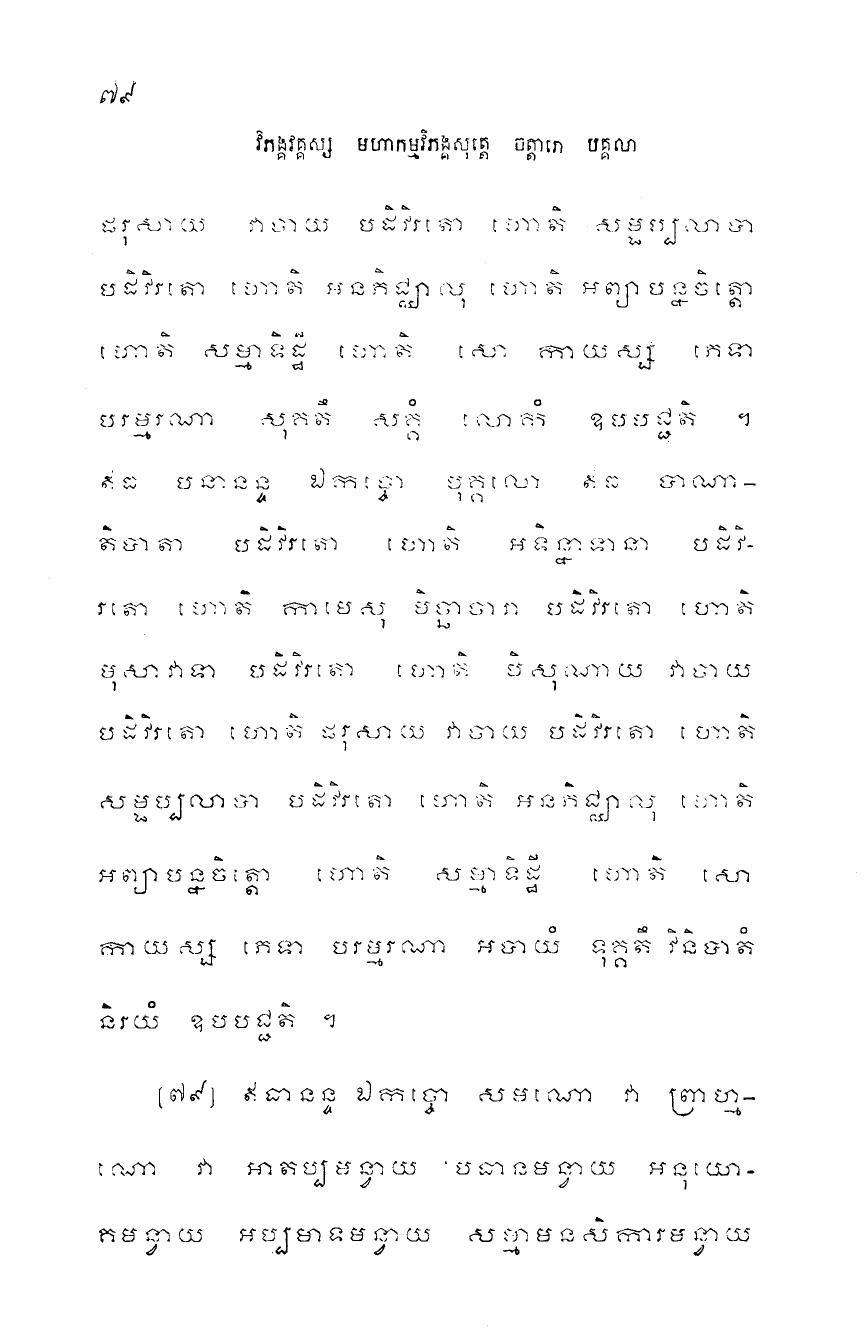 ៧៩
វិភង្គវគ្គស្ស មហាកម្មវិភង្គសុត្តេ ចត្តារោ បុគ្គលា
ផរុសាយ វាចាយ បដិវិរតោ ហោតិ សម្ផប្បលាបា
បដិវិរតោ ហោតិ អនភិជ្ឈាលុ ហោតិ អព្យាបន្នចិត្តោ
ហោតិ សម្មាទិដ្ឋី ហោតិ សោ កាយស្ស ភេទា
បរម្មរណា សុគតឹ សគ្គំ លោកំ ឧបបជ្ជតិ ។
ឥធ បនានន្ទ ឯកច្ចោ បុគ្គលោ ឥធ បាណា-
តិបាតា បដិវិរតោ ហោតិ អទិន្នាទានា បដិវិ-
រតោ ហោតិ កាមេសុ មិច្ឆាចារា បដិវិរតោ ហោតិ
មុសាវាទា បដិវិរតោ ហោតិ បិសុណាយ វាចាយ
បដិវិរតោ ហោតិ ផរុសាយ វាចាយ បដិវិរតោ ហោតិ
សម្ផប្បលាបា បដិវិរតោ ហោតិ អនភិជ្ឈាលុ ហោតិ
អព្យាបន្នចិត្តោ ហោតិ សម្មាទិដ្ឋី ហោតិ សោ
កាយស្ស ភេទា បរម្មរណា អបាយំ ទុគ្គតឹ វិនិបាតំ
និរយំ ឧបបជ្ជតិ ។
[៧៩] ឥធានន្ទ ឯកច្ចោ សមណោ វា ព្រាហ្ម-
ណោ វា អាតប្បមន្វាយ បធានមន្វាយ អនុយោ-
គមន្វាយ អប្បមាទមន្វាយ សម្មាមនសិការមន្វាយ